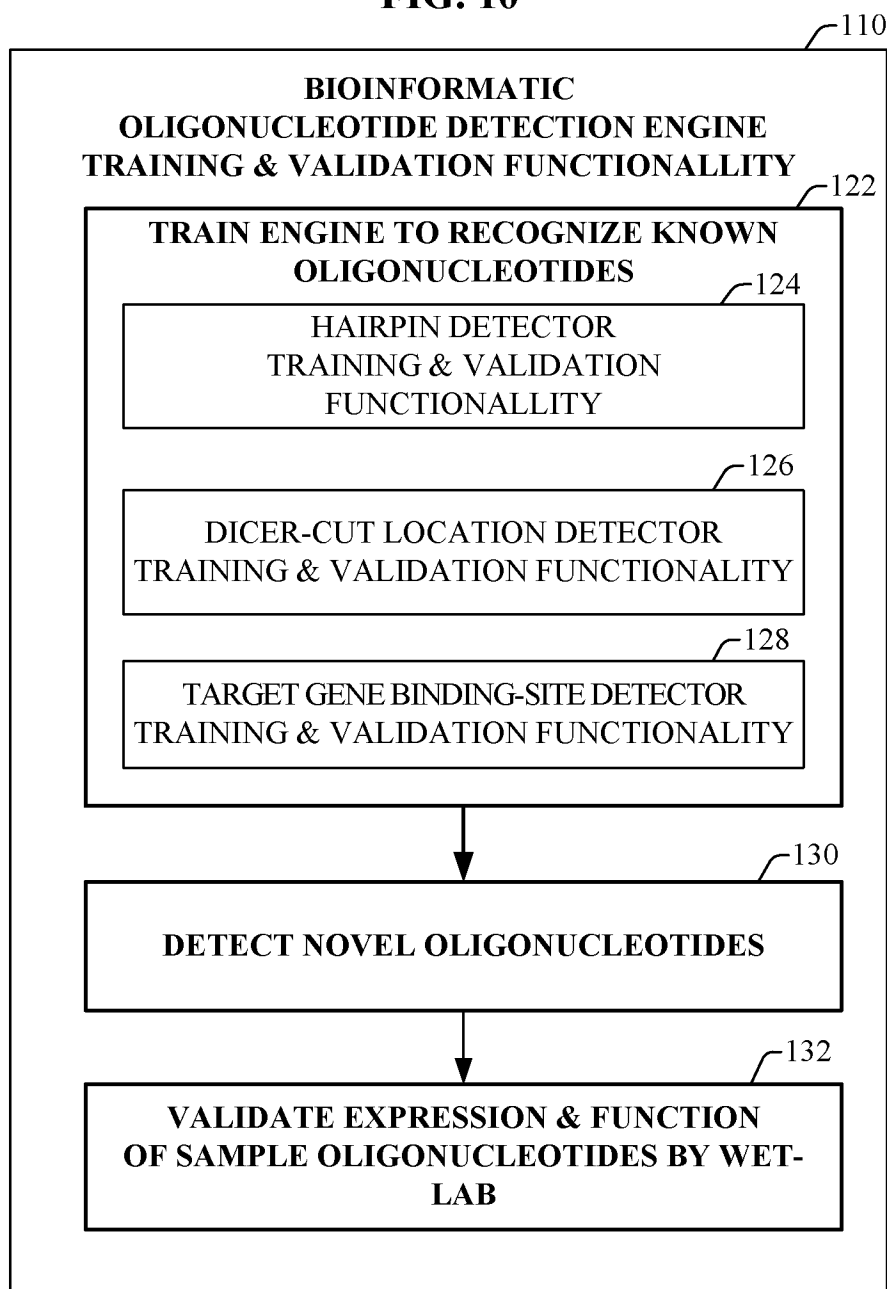 FIG. 10
110
BIOINFORMATIC
OLIGONUCLEOTIDE DETECTION ENGINE
TRAINING & VALIDATION FUNCTIONALLITY
122
TRAIN ENGINE TO RECOGNIZE KNOWN
OLIGONUCLEOTIDES
124
HAIRPIN DETECTOR
TRAINING & VALIDATION
FUNCTIONALLITY
126
DICER-CUT LOCATION DETECTOR
TRAINING & VALIDATION FUNCTIONALITY
128
TARGET GENE BINDING-SITE DETECTOR
TRAINING & VALIDATION FUNCTIONALITY
130
DETECT NOVEL OLIGONUCLEOTIDES
132
VALIDATE EXPRESSION & FUNCTION
OF SAMPLE OLIGONUCLEOTIDES BY WET-
LAB